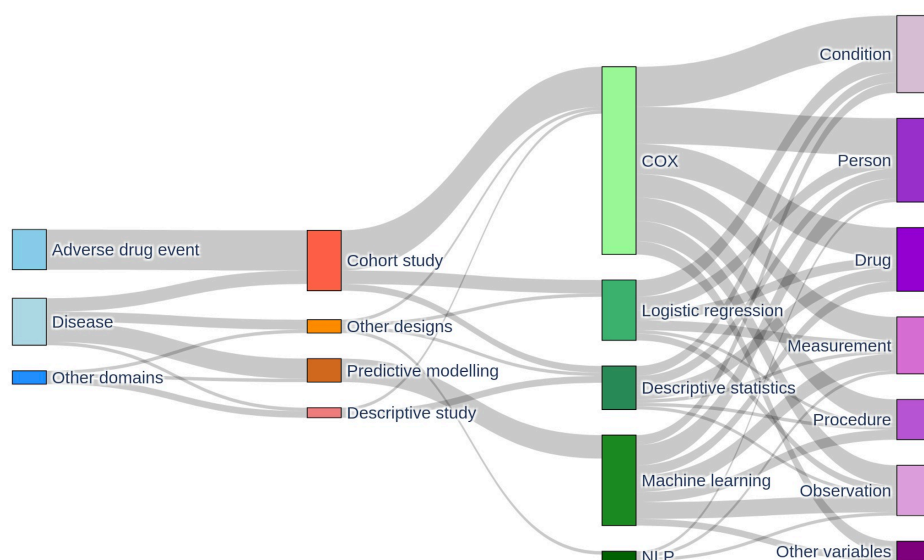 Adverse drug event
Disease
Other domains
Cohort study
Other designs
Predictive modelling
Descriptive study
COX
Logistic regression
Descriptive statistics
Machine learning
NLP
Condition
Person
Drug
Measurement
Procedure
Observation
Other variables